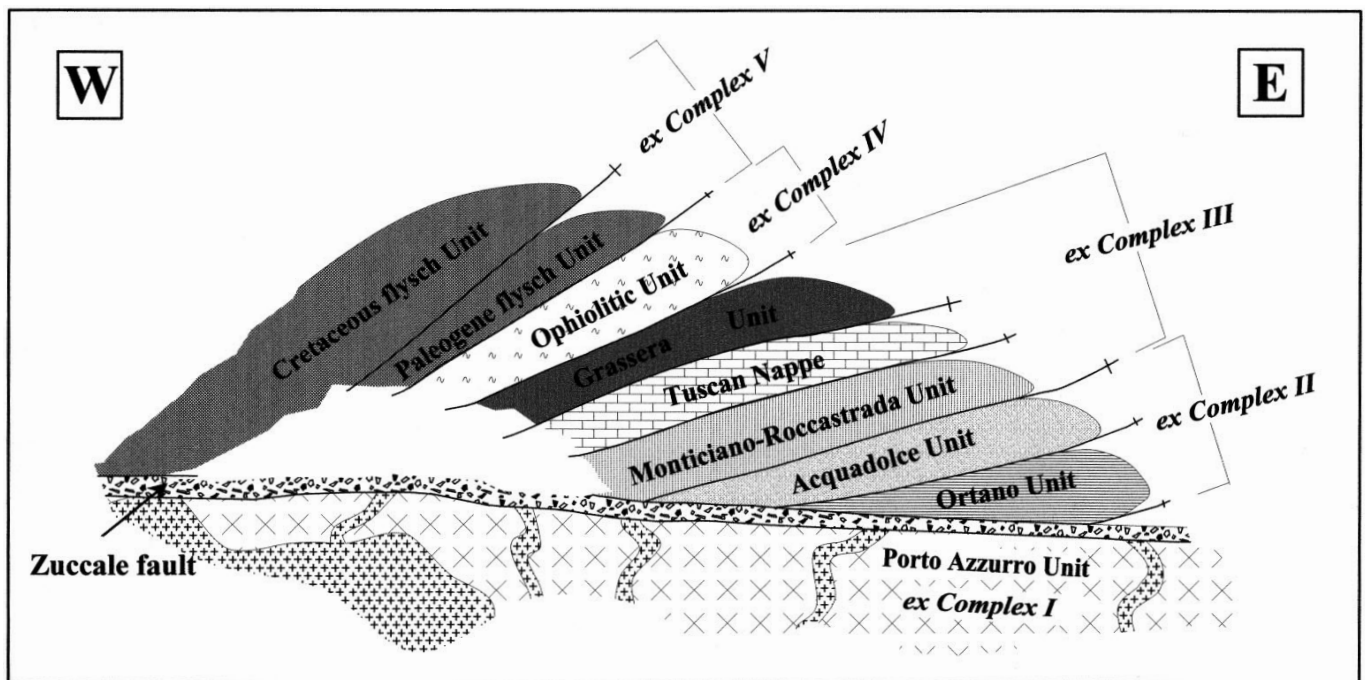 W
E
ex Complex V
ex Complex IV
ex Complex III
ex Complex II
Cretaceous flysch Unit
Paleogene flysch Unit
Ophiolitic Unit
Grassera Unit
Tuscan Nappe
Monticiano-Roccastrada Unit
Acquadolce Unit
Ortano Unit
Zuccale fault
Porto Azzurro Unit
ex Complex I